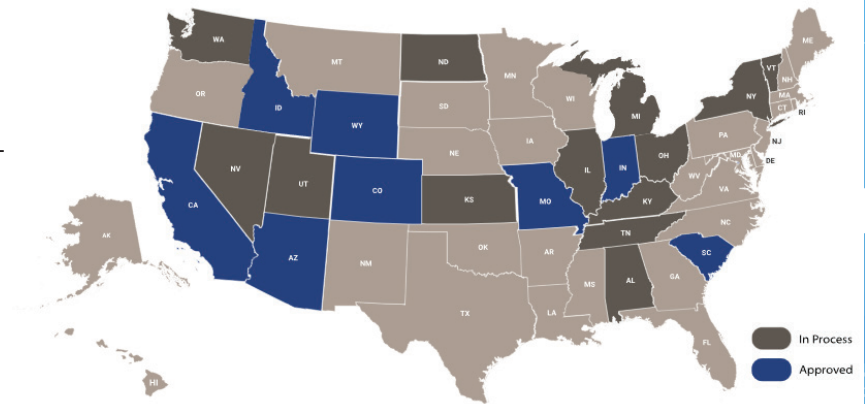 WA
MT
ND
MN
ME
VT
NH
OR
ID
SD
WI
NY
MA
CT
RI
WY
MI
IA
PA
NJ
NE
OH
MD
DE
NV
UT
CO
KS
IL
IN
WV
VA
CA
MO
KY
NC
TN
AZ
NM
OK
AR
SC
AK
MS
AL
GA
TX
LA
FL
HI
In Process
Approved